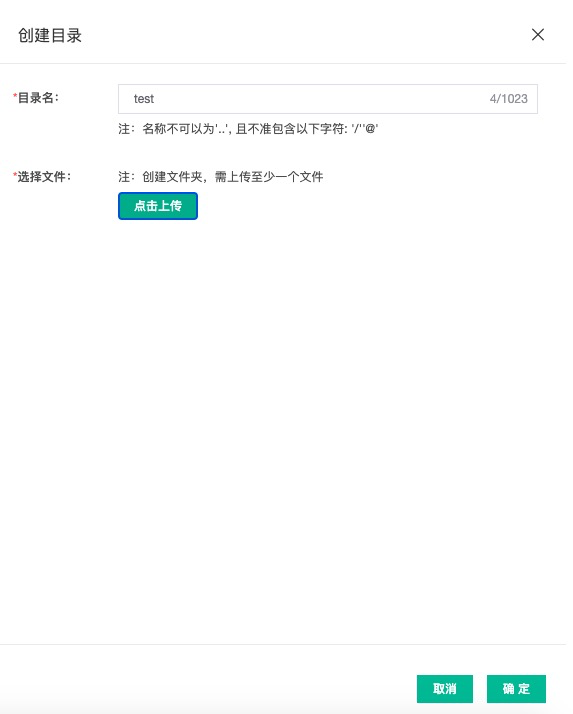 创建目录
*目录名：
test 4/1023
注：名称不可以为'..', 且不准包含以下字符: '/''@'
*选择文件：
注：创建文件夹，需上传至少一个文件
点击上传
取消 确 定